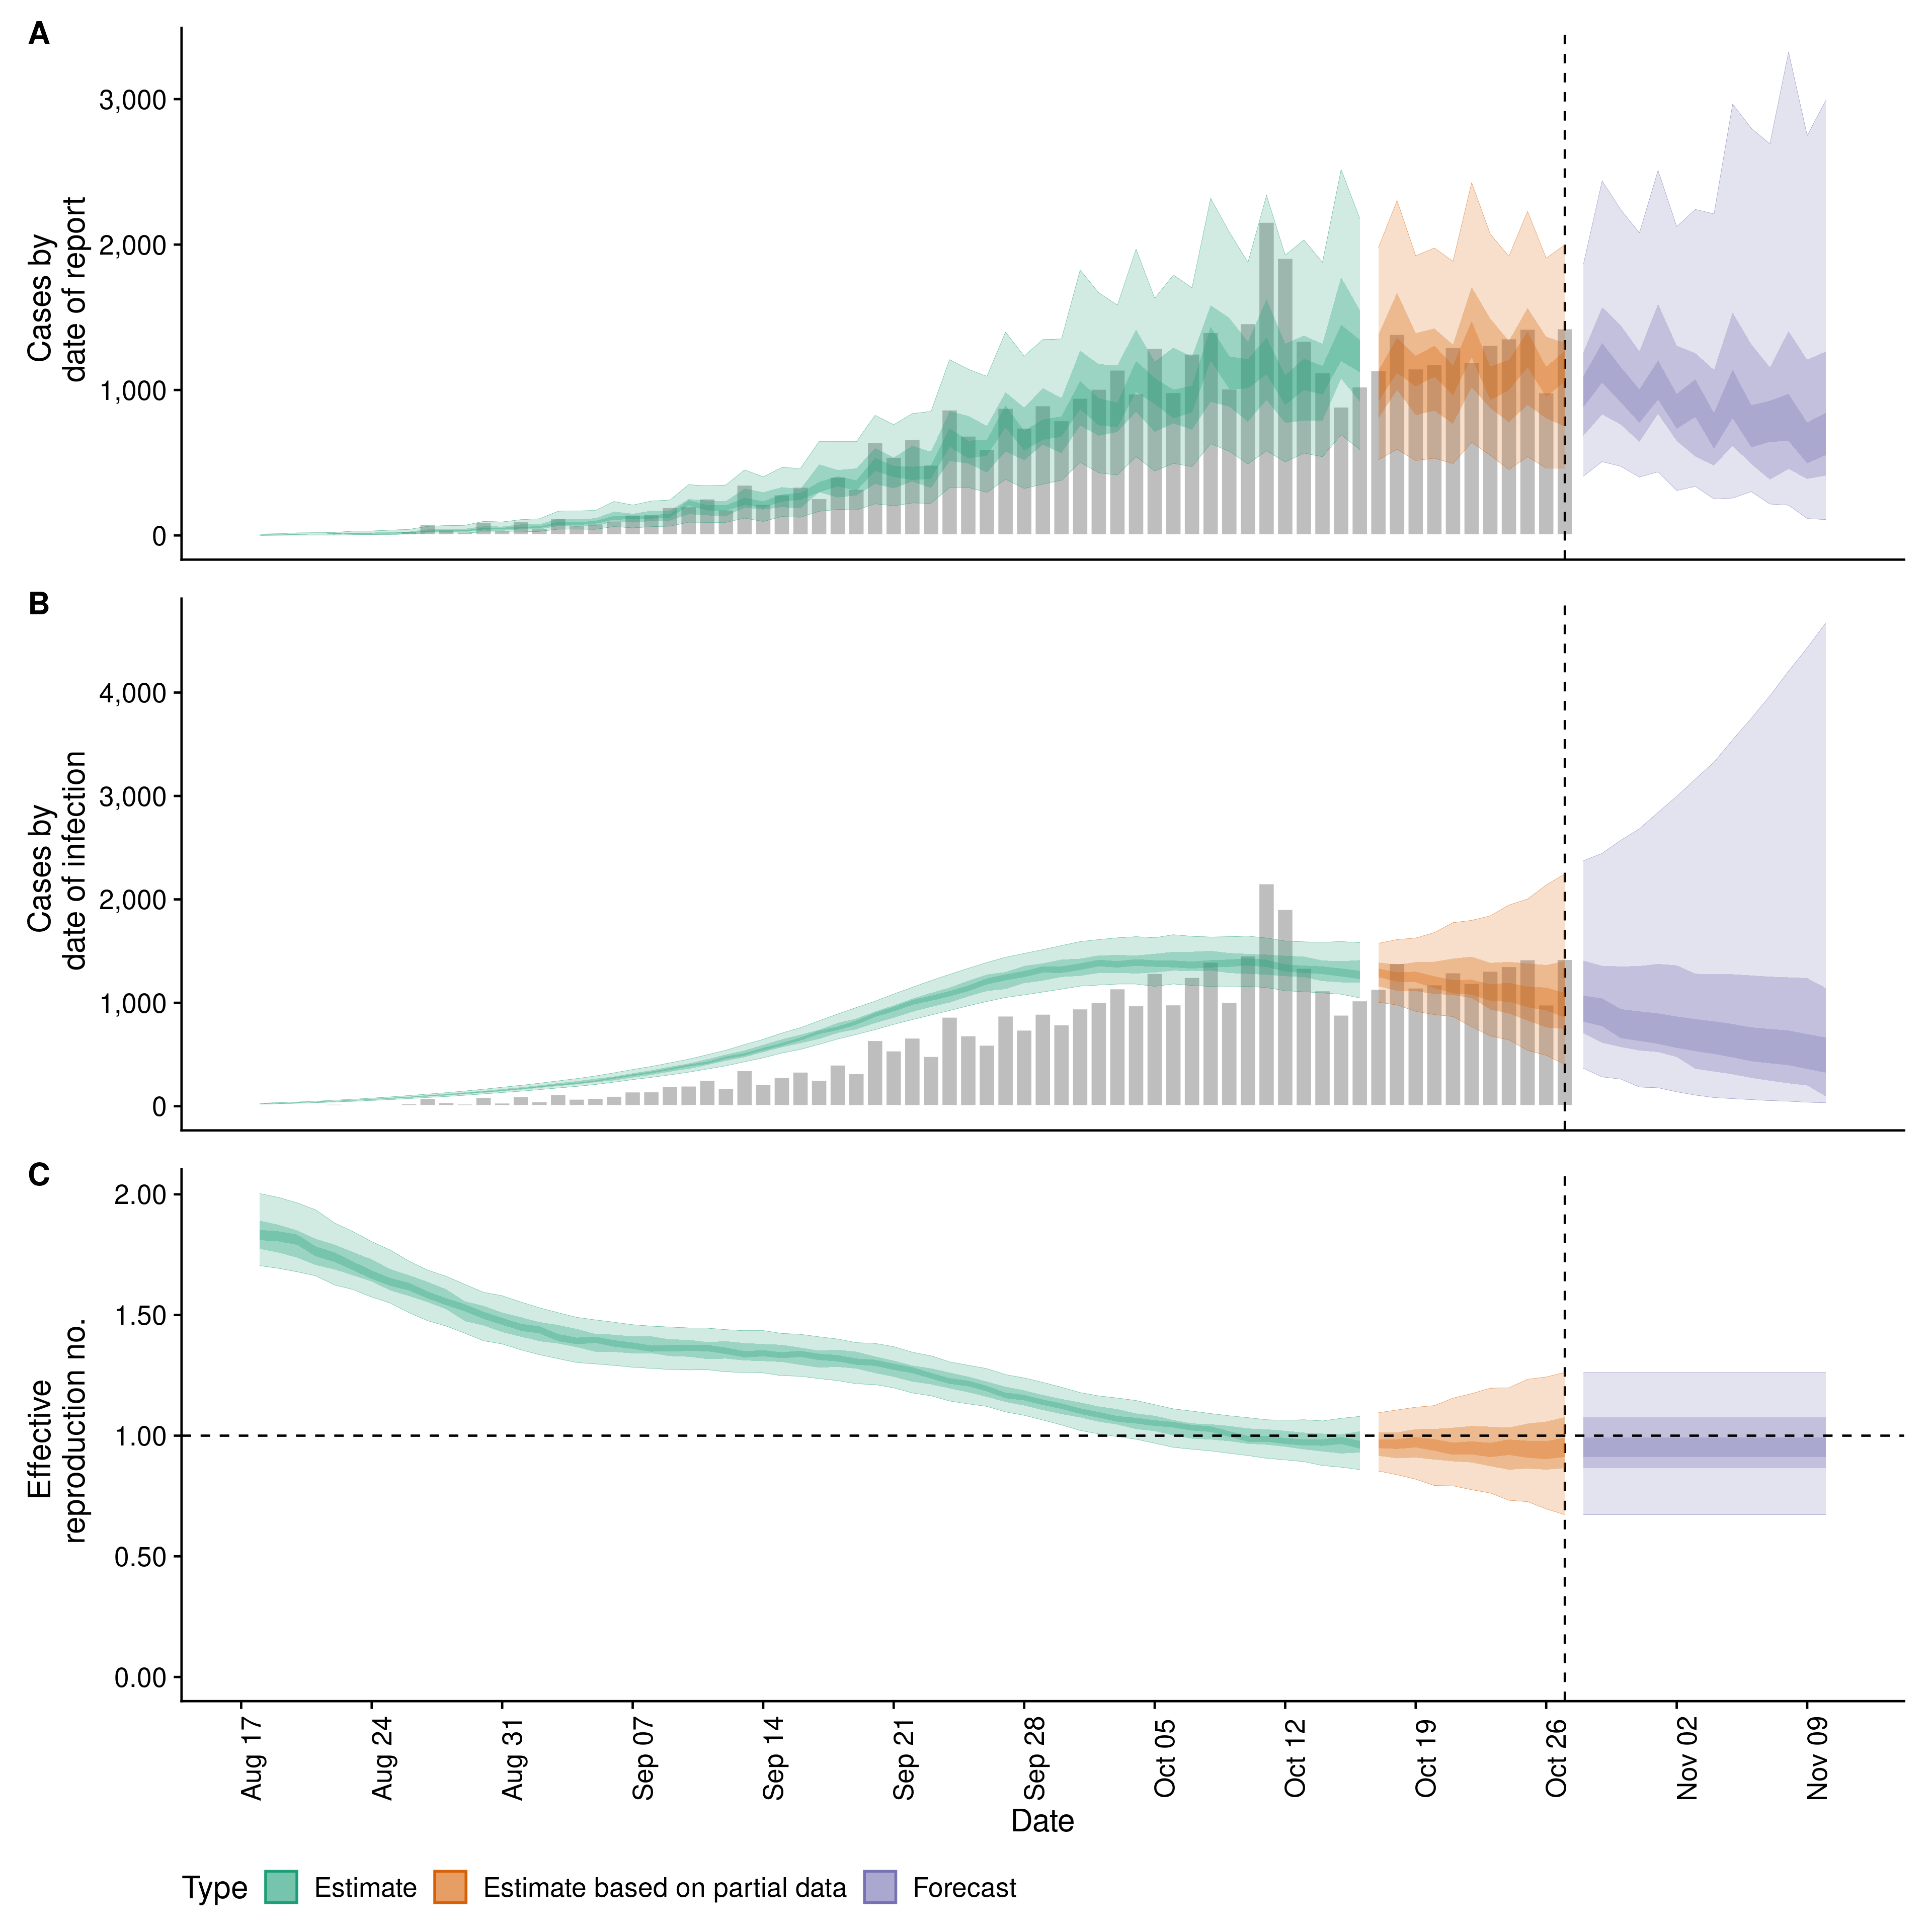 A
Cases by
date of report
3,000
2,000
1,000
0
B
Cases by
date of infection
4,000
3,000
2,000
1,000
0
C
Effective
reproduction no.
2.00
1.50
1.00
0.50
0.00
Aug 17
Aug 24
Aug 31
Sep 07
Sep 14
Sep 21
Sep 28
Oct 05
Oct 12
Oct 19
Oct 26
Nov 02
Nov 09
Date
Type Estimate Estimate based on partial data Forecast